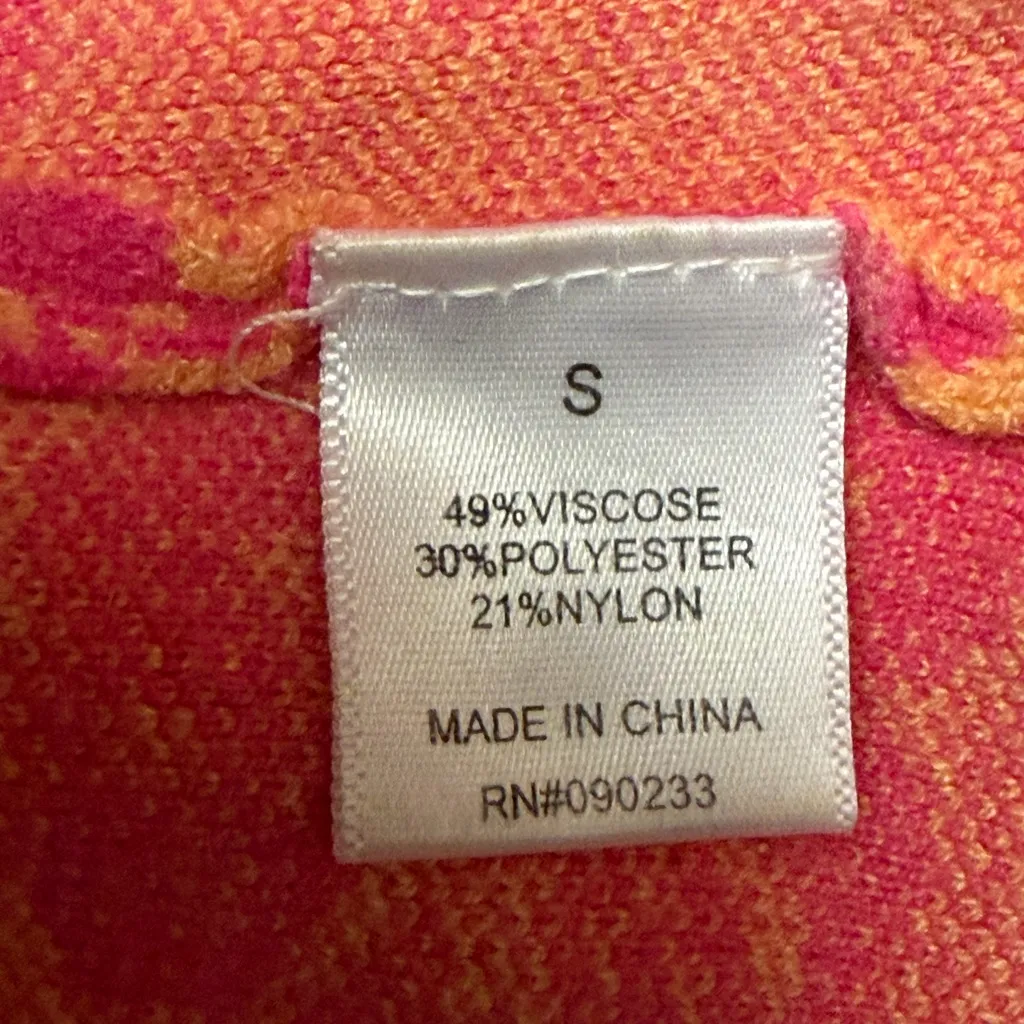 S
49%VISCOSE
30%POLYESTER
21%NYLON
MADE IN CHINA
RN#090233